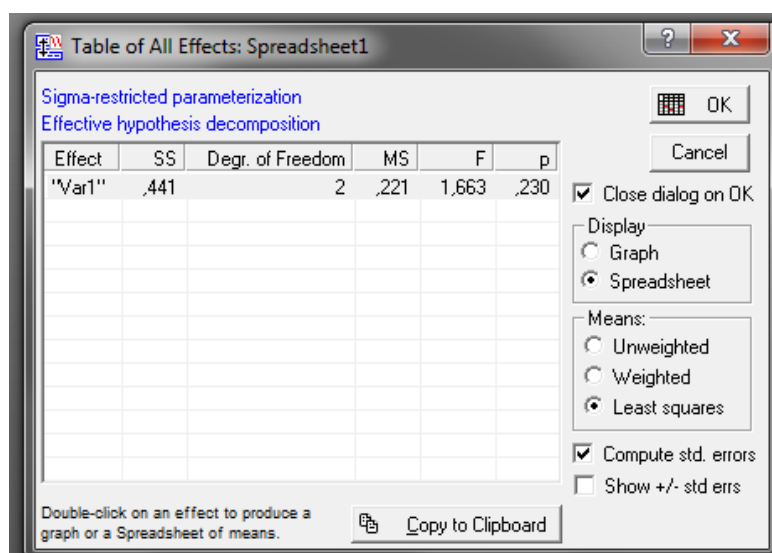 Table of All Effects: Spreadsheet1
Sigma-restricted parameterization
Effective hypothesis decomposition
Effect SS Degr. of Freedom MS F p
"Var1" ,441 2 ,221 1,663 ,230
Double-click on an effect to produce a
graph or a Spreadsheet of means.
Copy to Clipboard
OK
Cancel
Close dialog on OK
Display
Graph
Spreadsheet
Means:
Unweighted
Weighted
Least squares
Compute std. errors
Show +/- std errs